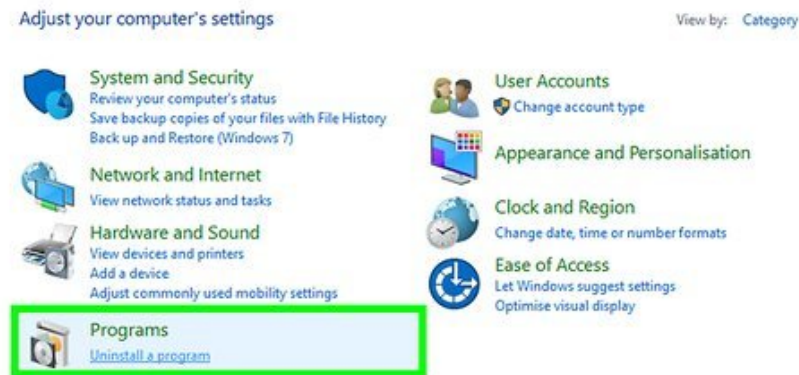 Adjust your computer's settings
View by: Category
System and Security
Review your computer's status
Save backup copies of your files with File History
Back up and Restore (Windows 7)
Network and Internet
View network status and tasks
Hardware and Sound
View devices and printers
Add a device
Adjust commonly used mobility settings
Programs
Uninstall a program
User Accounts
Change account type
Appearance and Personalisation
Clock and Region
Change date, time or number formats
Ease of Access
Let Windows suggest settings
Optimise visual display